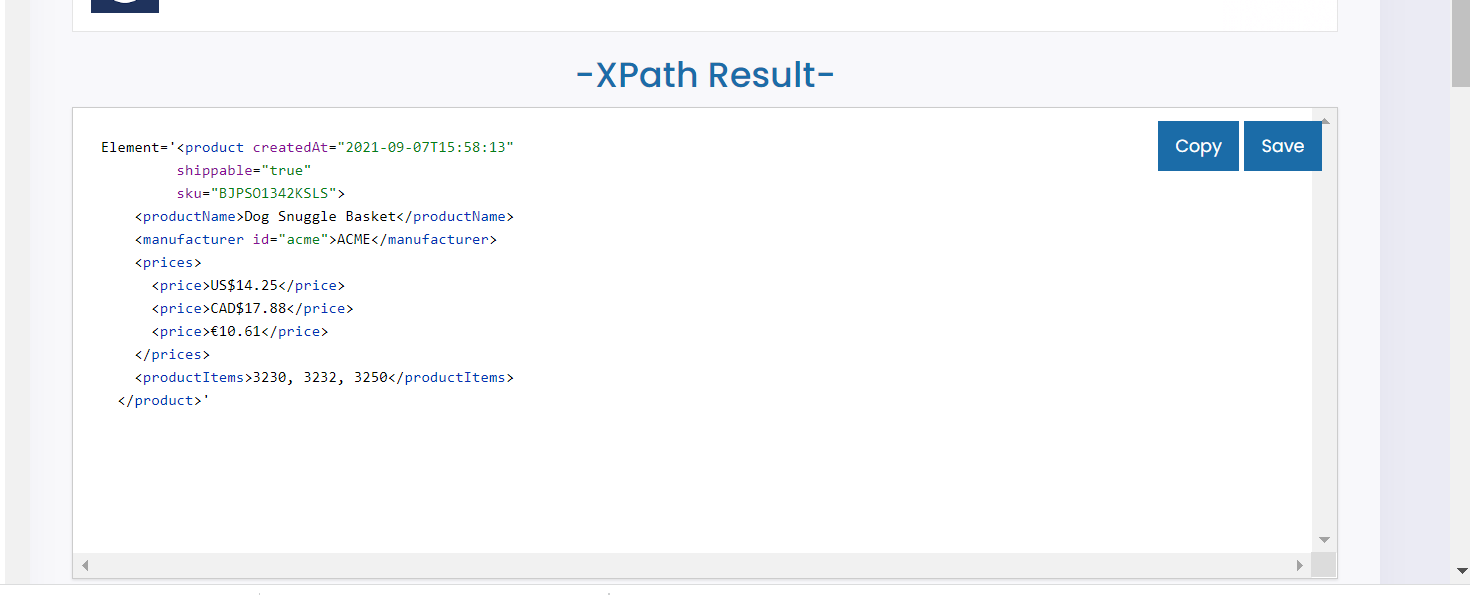 -XPath Result-
Copy
Save
Element='<product createdAt="2021-09-07T15:58:13"
shippable="true"
sku="BJPSO1342KSLS">
<productName>Dog Snuggle Basket</productName>
<manufacturer id="acme">ACME</manufacturer>
<prices>
<price>US$14.25</price>
<price>CAD$17.88</price>
<price>€10.61</price>
</prices>
<productItems>3230, 3232, 3250</productItems>
</product>'